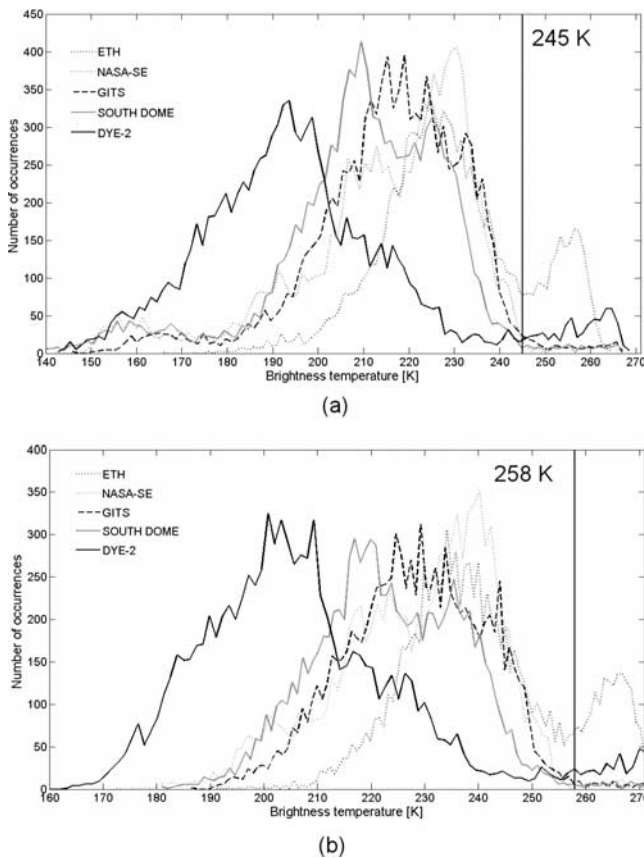 450
400
350
300
250
200
150
100
50
0
Number of occurrences
ETH
NASA-SE
GITS
SOUTH DOME
DYE-2
245 K
140 150 160 170 180 190 200 210 220 230 240 250 260 270
Brightness temperature [K]
(a)
400
350
300
250
200
150
100
50
0
Number of occurrences
ETH
NASA-SE
GITS
SOUTH DOME
DYE-2
258 K
160 170 180 190 200 210 220 230 240 250 260 270
Brightness temperature [K]
(b)